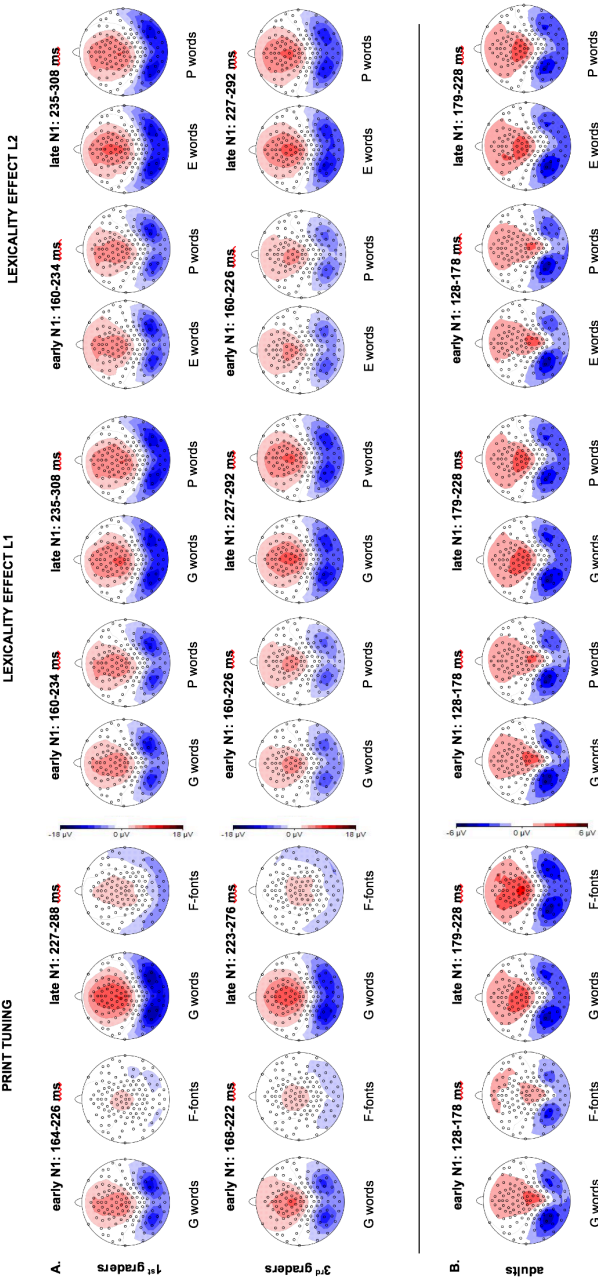 PRINT TUNING
LEXICALITY EFFECT L1
LEXICALITY EFFECT L2
A.
early N1: 164-226 ms
late N1: 227-288 ms
early N1: 160-234 ms
late N1: 235-308 ms
early N1: 160-234 ms
late N1: 235-308 ms
1st graders
-18 µV
0 µV
18 µV
G words
F-fonts
G words
F-fonts
G words
P words
G words
P words
E words
P words
E words
P words
early N1: 168-222 ms
late N1: 223-276 ms
early N1: 160-226 ms
late N1: 227-292 ms
early N1: 160-226 ms
late N1: 227-292 ms
3rd graders
-18 µV
0 µV
18 µV
G words
F-fonts
G words
F-fonts
G words
P words
G words
P words
E words
P words
E words
P words
B.
early N1: 128-178 ms
late N1: 179-228 ms
early N1: 128-178 ms
late N1: 179-228 ms
early N1: 128-178 ms
late N1: 179-228 ms
adults
-6 µV
0 µV
6 µV
G words
F-fonts
G words
F-fonts
G words
P words
G words
P words
E words
P words
E words
P words